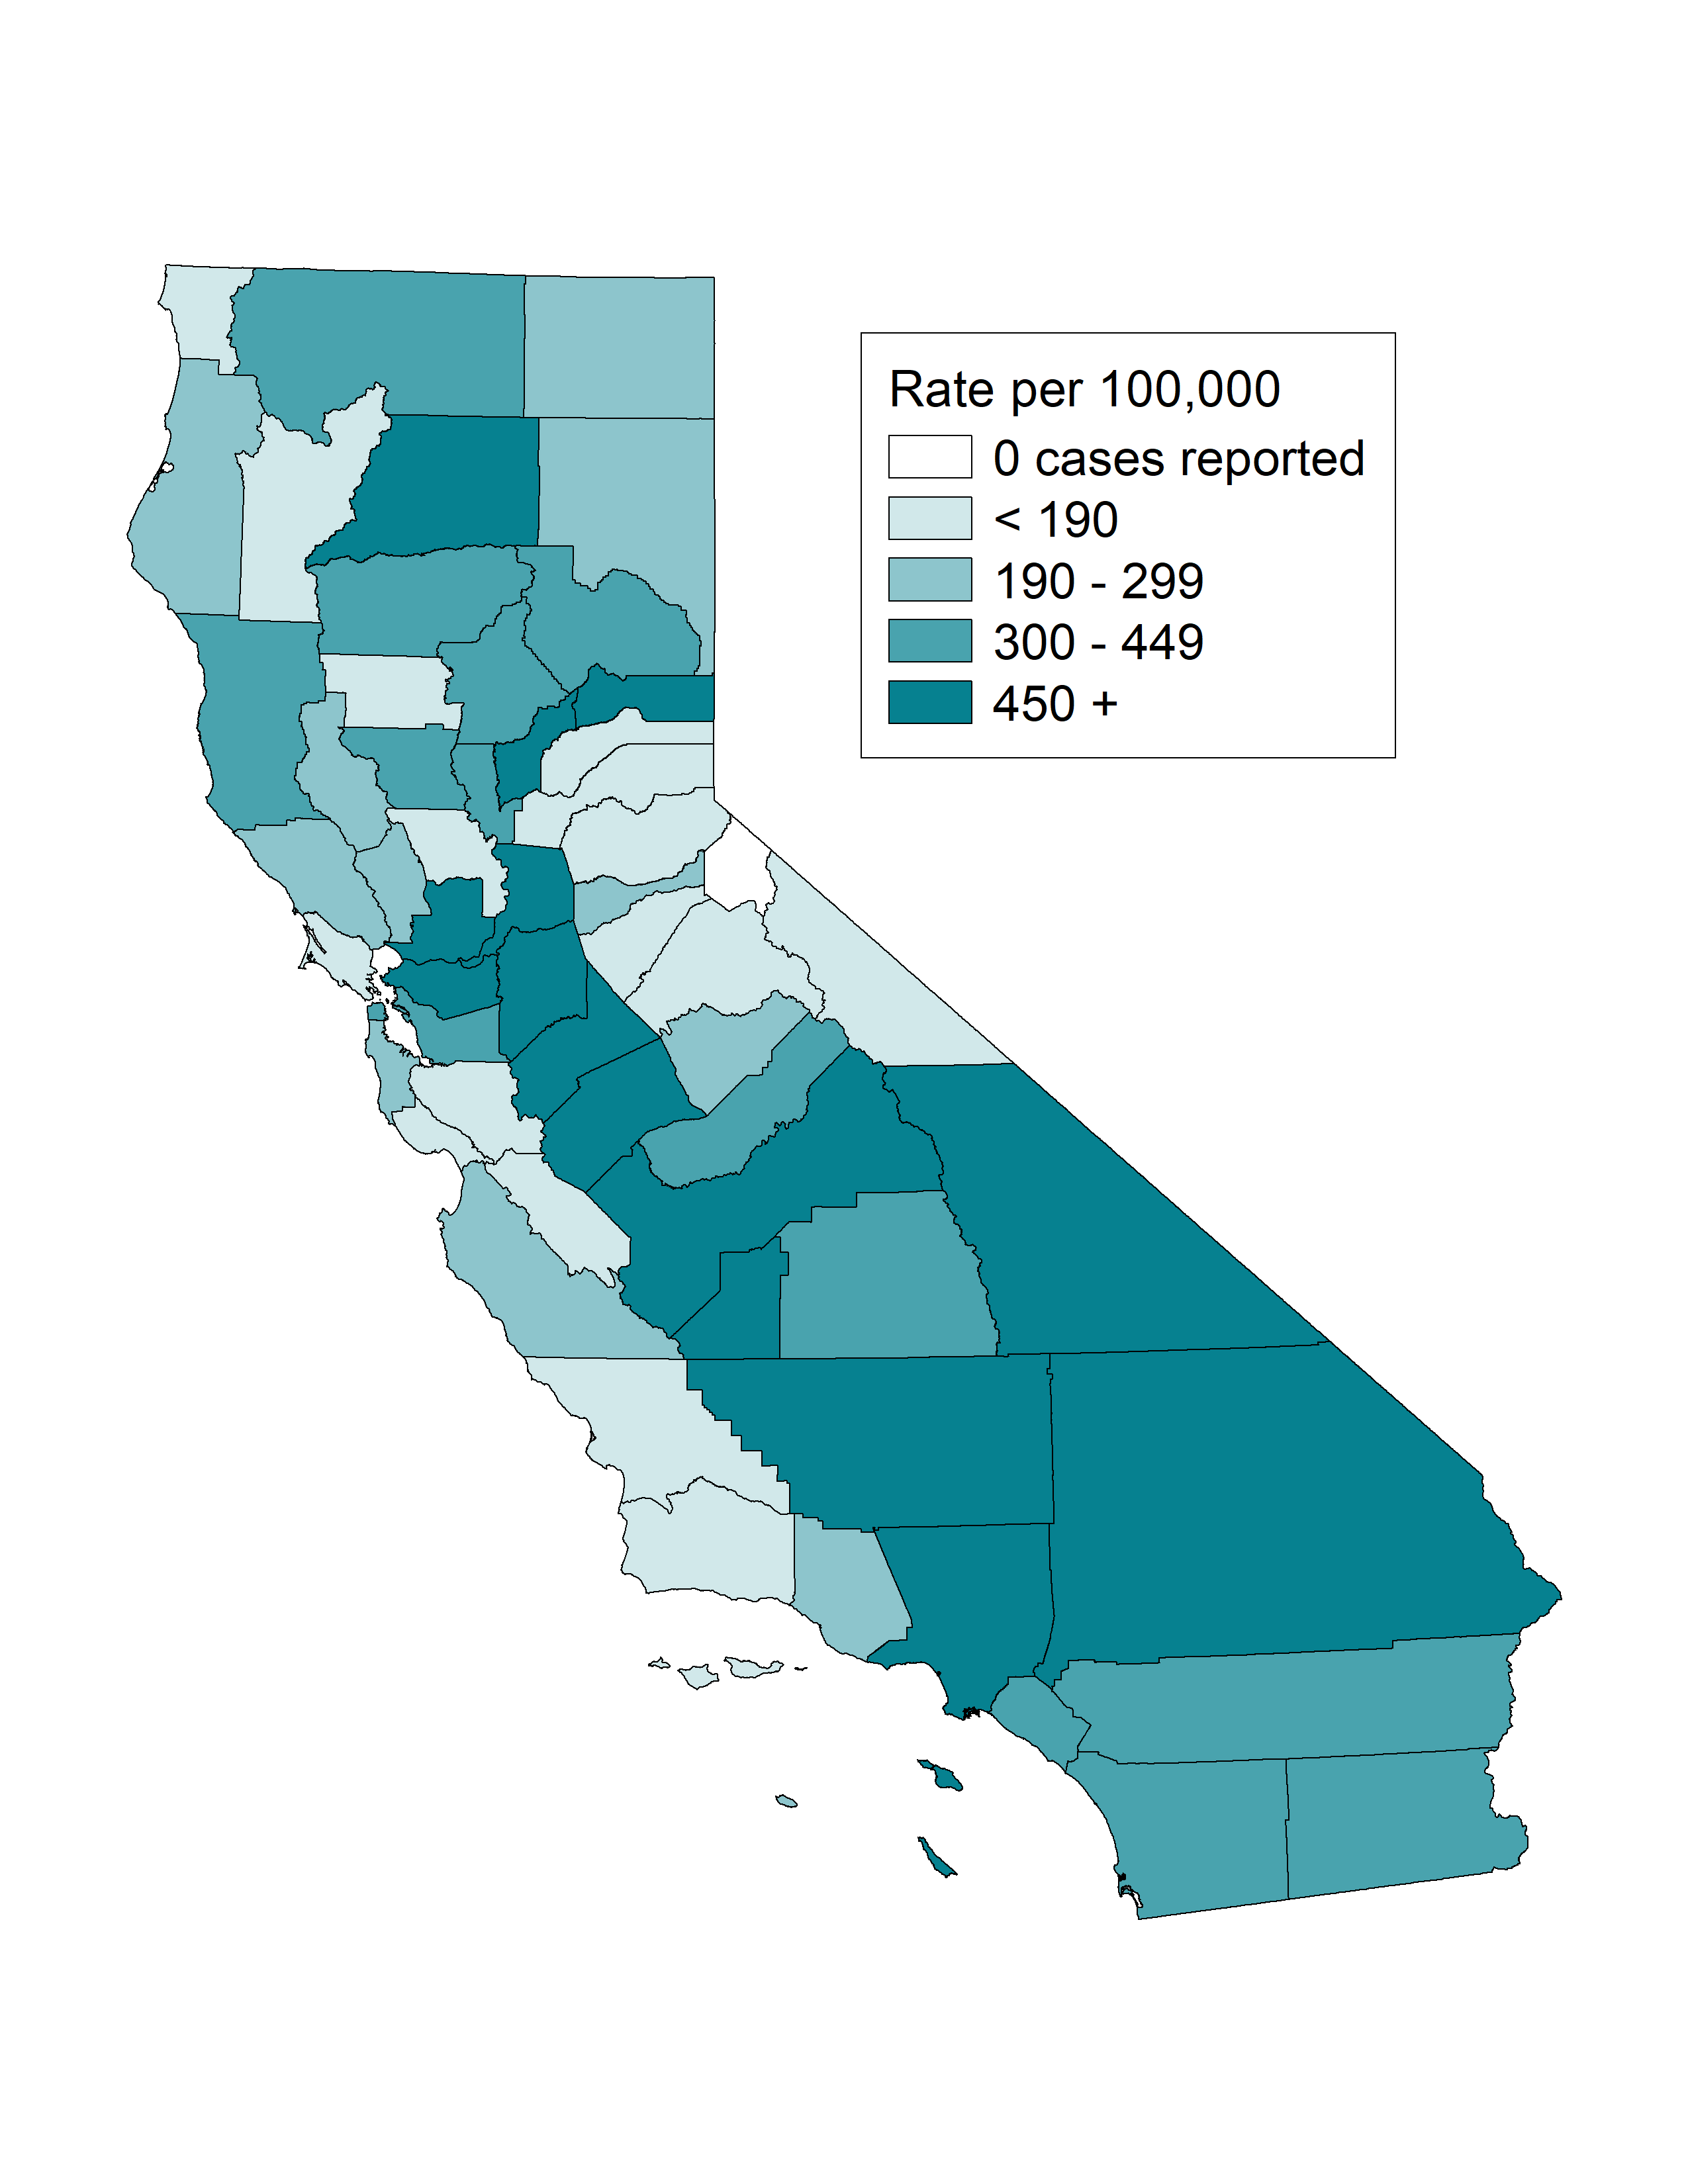 Rate per 100,000
0 cases reported
< 190
190 - 299
300 - 449
450 +